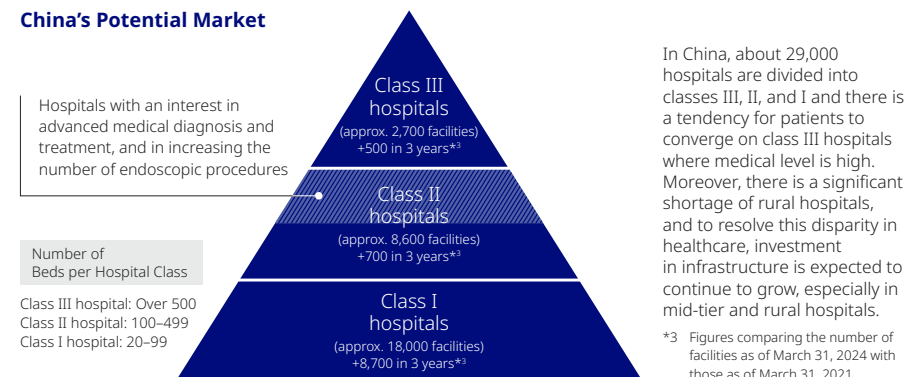 China's Potential Market
Hospitals with an interest in
advanced medical diagnosis and
treatment, and in increasing the
number of endoscopic procedures
Number of
Beds per Hospital Class
Class III hospital: Over 500
Class II hospital: 100–499
Class I hospital: 20–99
Class III
hospitals
(approx. 2,700 facilities)
+500 in 3 years*3
Class II
hospitals
(approx. 8,600 facilities)
+700 in 3 years*3
Class I
hospitals
(approx. 18,000 facilities)
+8,700 in 3 years*3
In China, about 29,000
hospitals are divided into
classes III, II, and I and there is
a tendency for patients to
converge on class III hospitals
where medical level is high.
Moreover, there is a significant
shortage of rural hospitals,
and to resolve this disparity in
healthcare, investment
in infrastructure is expected to
continue to grow, especially in
mid-tier and rural hospitals.
*3 Figures comparing the number of
facilities as of March 31, 2024 with
those as of March 31, 2021